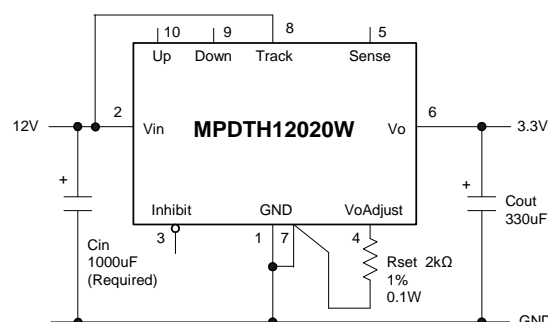 10 9 8 5
Up Down Track Sense
12V 2 Vin MPDTH12020W Vo 6 3.3V
+ +
Inhibit GND VoAdjust
3 1 7 4
Cin
1000uF
(Required)
Rset 2kΩ
1%
0.1W
Cout
330uF
GND